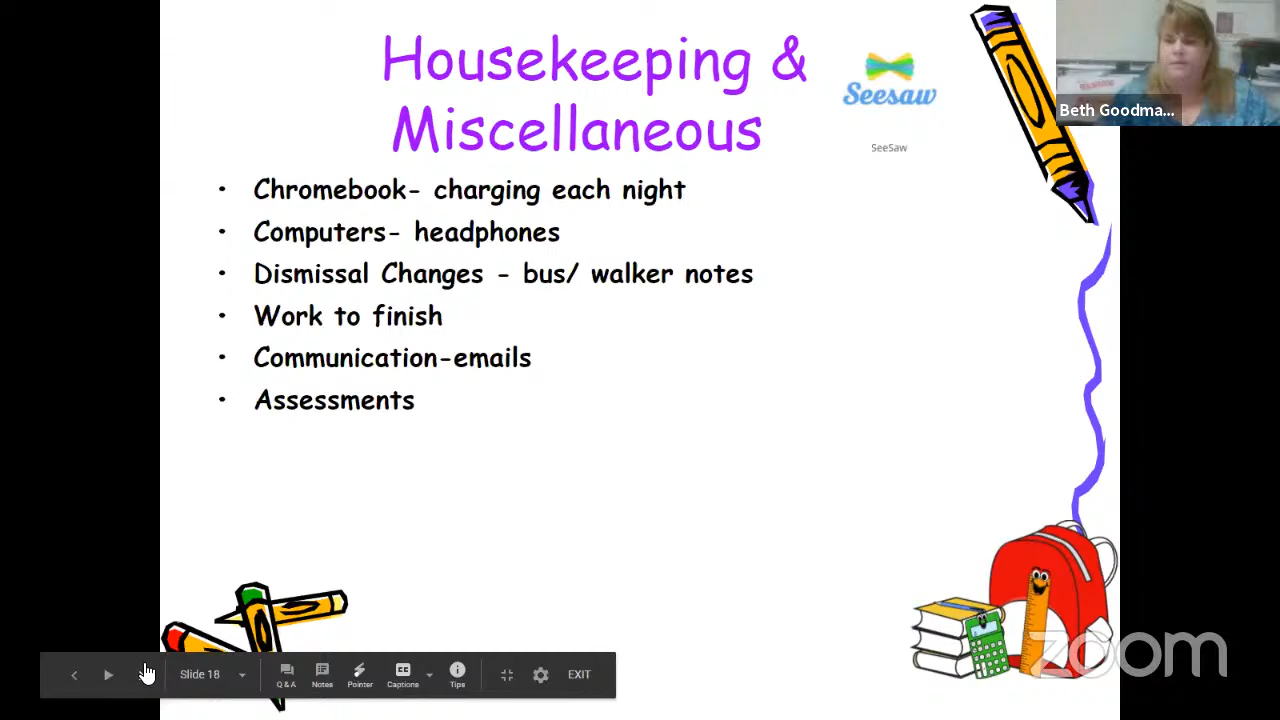 Housekeeping &
Miscellaneous
Seesaw
SeeSaw
Beth Goodma...
• Chromebook- charging each night
• Computers- headphones
• Dismissal Changes - bus/ walker notes
• Work to finish
• Communication-emails
• Assessments
Slide 18
Q & A
Notes
Pointer
Captions
Tips
EXIT
zoom